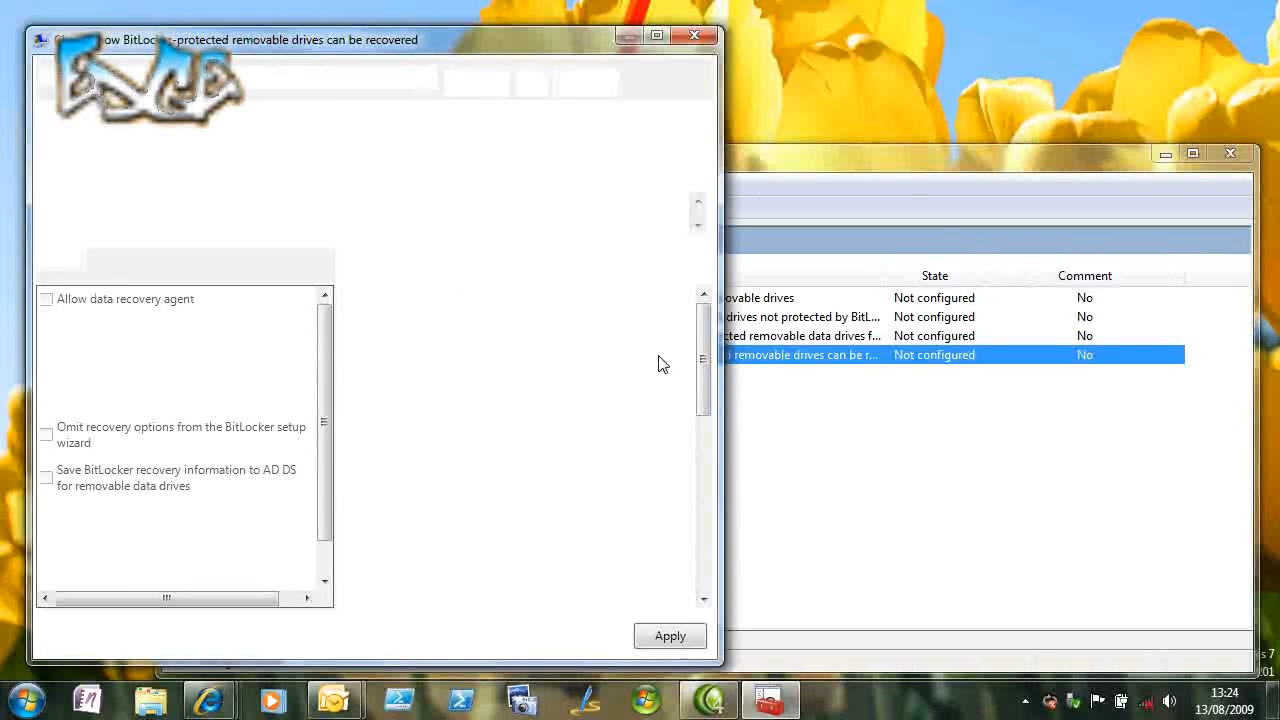 ow BitLocker-protected removable drives can be recovered
Allow data recovery agent
Omit recovery options from the BitLocker setup
wizard
Save BitLocker recovery information to AD DS
for removable data drives
Apply
State
Comment
ovable drives
Not configured
No
drives not protected by BitL...
Not configured
No
cted removable data drives f...
Not configured
No
removable drives can be r...
Not configured
No
s 7
/01
13:24
13/08/2009